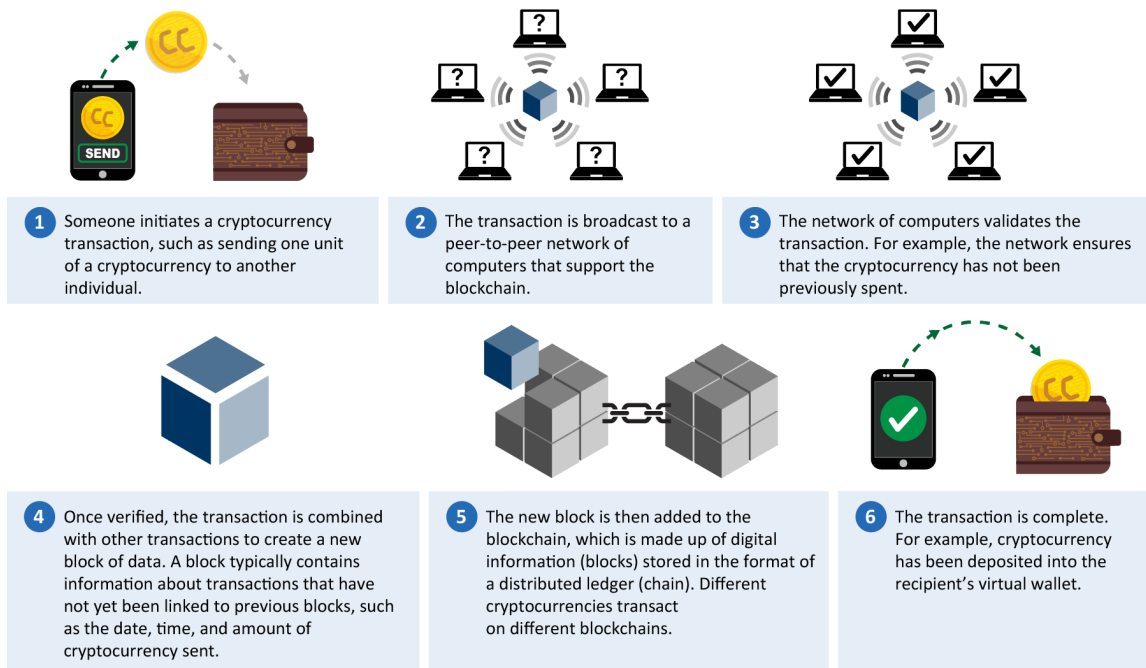 CC
CC
SEND
?
?
?
?
?
1
Someone initiates a cryptocurrency
transaction, such as sending one unit
of a cryptocurrency to another
individual.
2
The transaction is broadcast to a
peer-to-peer network of
computers that support the
blockchain.
3
The network of computers validates the
transaction. For example, the network ensures
that the cryptocurrency has not been
previously spent.
4
Once verified, the transaction is combined
with other transactions to create a new
block of data. A block typically contains
information about transactions that have
not yet been linked to previous blocks, such
as the date, time, and amount of
cryptocurrency sent.
5
The new block is then added to the
blockchain, which is made up of digital
information (blocks) stored in the format of
a distributed ledger (chain). Different
cryptocurrencies transact
on different blockchains.
CC
6
The transaction is complete.
For example, cryptocurrency
has been deposited into the
recipient’s virtual wallet.